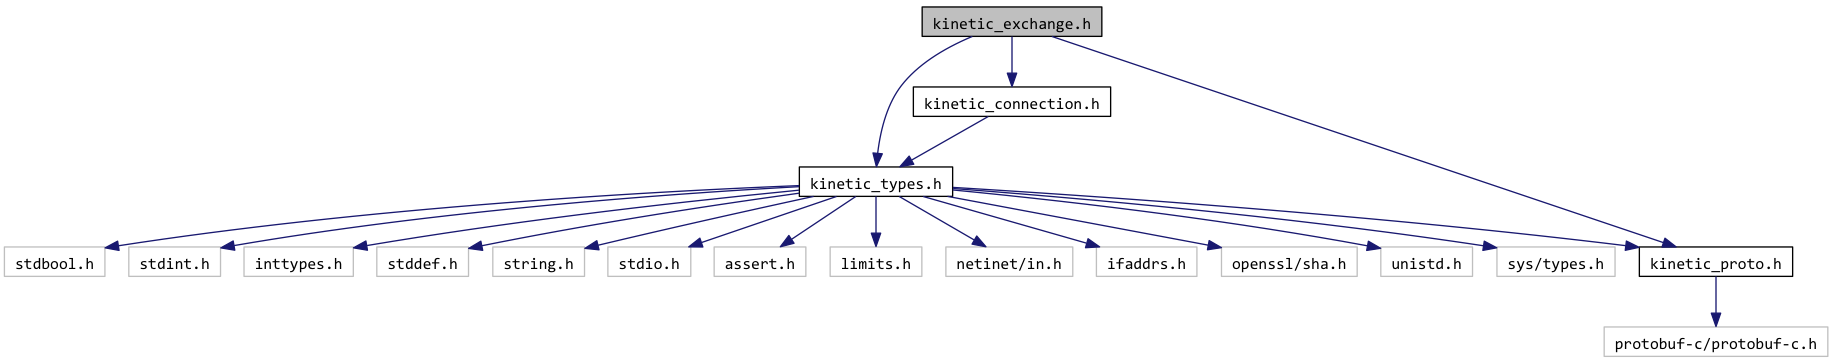 kinetic_exchange.h
kinetic_connection.h
kinetic_types.h
stdbool.h
stdint.h
inttypes.h
stddef.h
string.h
stdio.h
assert.h
limits.h
netinet/in.h
ifaddrs.h
openssl/sha.h
unistd.h
sys/types.h
kinetic_proto.h
protobuf-c/protobuf-c.h